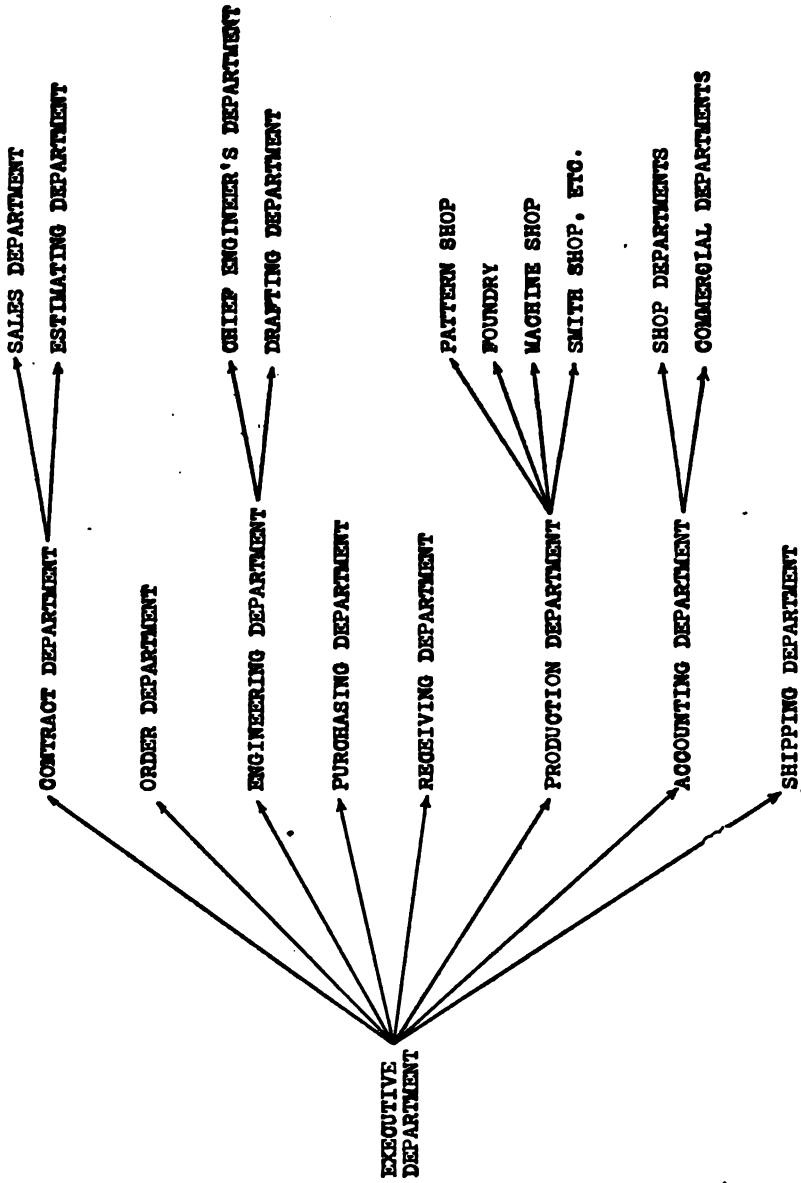 EXECUTIVE
DEPARTMENT
CONTRACT DEPARTMENT
SALES DEPARTMENT
ESTIMATING DEPARTMENT
ORDER DEPARTMENT
ENGINEERING DEPARTMENT
CHIEF ENGINEER'S DEPARTMENT
DRAFTING DEPARTMENT
PURCHASING DEPARTMENT
RECEIVING DEPARTMENT
PRODUCTION DEPARTMENT
PATTERN SHOP
FOUNDRY
MACHINE SHOP
SMITH SHOP, ETC.
ACCOUNTING DEPARTMENT
SHOP DEPARTMENTS
COMMERCIAL DEPARTMENTS
SHIPPING DEPARTMENT